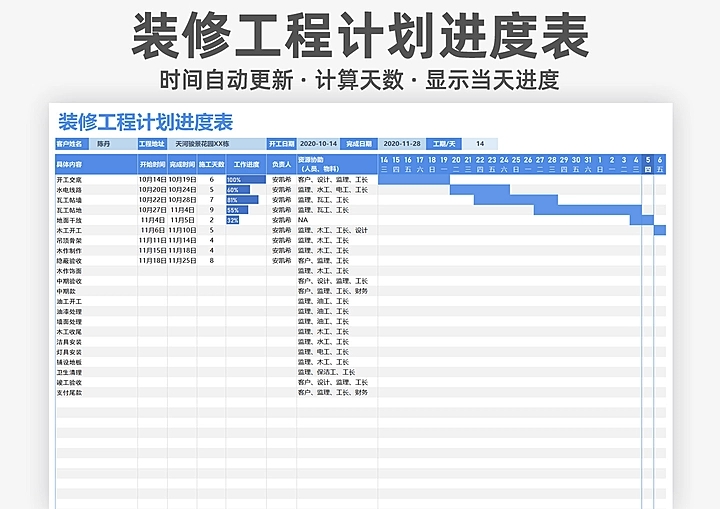 装修工程计划进度表
时间自动更新 · 计算天数 · 显示当天进度
装修工程计划进度表
客户姓名 陈丹 工程地址 天河骏景花园XX栋 开工日期 2020-10-14 完成日期 2020-11-28 工期/天 14
具体内容 开始时间 完成时间 施工天数 工作进度 负责人 资源协助 14 15 16 17 18 19 20 21 22 23 24 25 26 27 28 29 30 31 1 2 3 4 5 6
(人员、物料) 三 四 五 六 日 一 二 三 四 五 六 日 一 二 三 四 五 六 日 一 二 三 四 五
开工交底 10月14日 10月19日 6 100% 安凯希 客户、设计、监理、工长
水电线路 10月20日 10月24日 5 60% 安凯希 监理、水工、电工、工长
瓦工帖墙 10月22日 10月28日 7 81% 安凯希 监理、瓦工、工长
瓦工帖地 10月27日 11月4日 9 55% 安凯希 监理、瓦工、工长
地面干放 11月4日 11月5日 2 32% 安凯希 NA
木工开工 11月6日 11月10日 5 安凯希 监理、木工、工长、设计
吊顶骨架 11月11日 11月14日 4 安凯希 监理、木工、工长
木作制作 11月15日 11月18日 4 安凯希 监理、木工、工长
隐蔽验收 11月18日 11月25日 8 安凯希 客户、监理、工长
木作饰面 监理、木工、工长
中期验收 客户、设计、监理、工长
中期款 客户、监理、工长、财务
油工开工 监理、油工、工长
油漆处理 监理、油工、工长
墙面处理 监理、油工、工长
木工收尾 监理、木工、工长
洁具安装 监理、水工、工长
灯具安装 监理、电工、工长
铺设地板 监理、木工、工长
卫生清理 监理、保洁工、工长
竣工验收 客户、设计、监理、工长
支付尾款 客户、监理、工长、财务